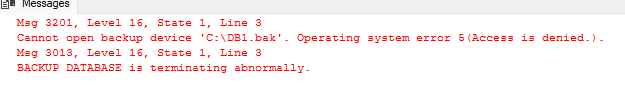 Messages
Msg 3201, Level 16, State 1, Line 3
Cannot open backup device 'C:\DB1.bak'. Operating system error 5(Access is denied.).
Msg 3013, Level 16, State 1, Line 3
BACKUP DATABASE is terminating abnormally.